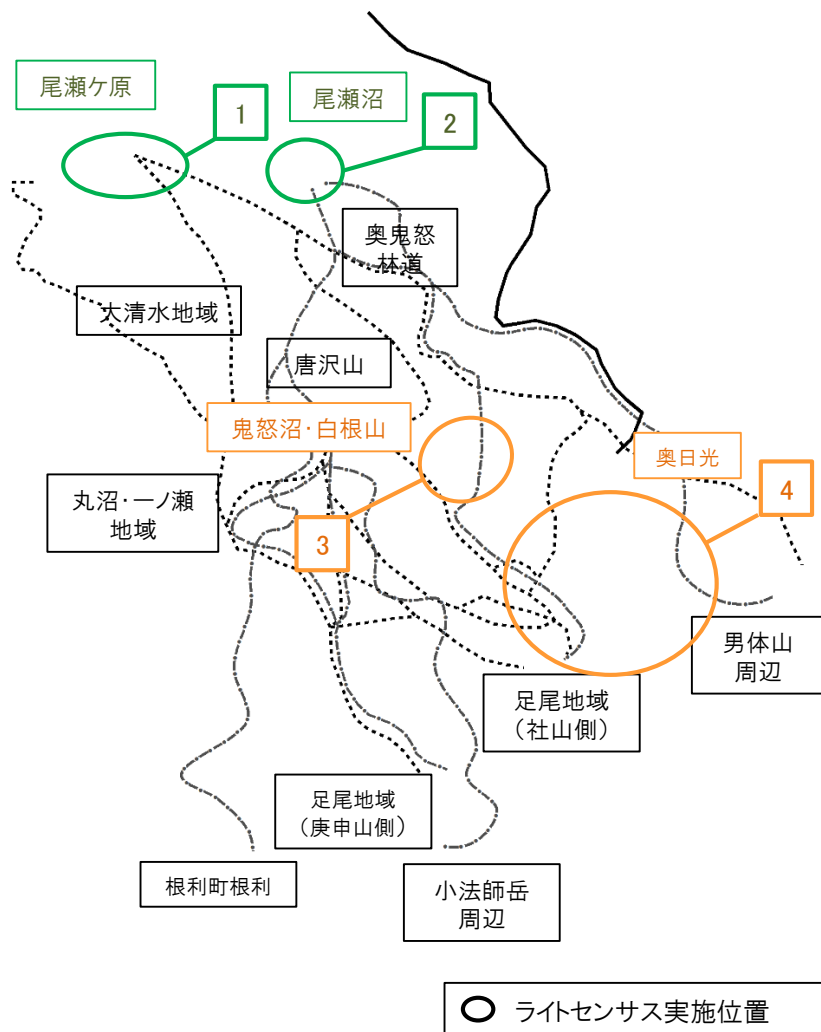 尾瀬ケ原
尾瀬沼
1
2
奥鬼怒
林道
大清水地域
唐沢山
鬼怒沼・白根山
奥日光
丸沼・一ノ瀬
地域
3
4
男体山
周辺
足尾地域
（社山側）
足尾地域
（庚申山側）
根利町根利
小法師岳
周辺
ライトセンサス実施位置